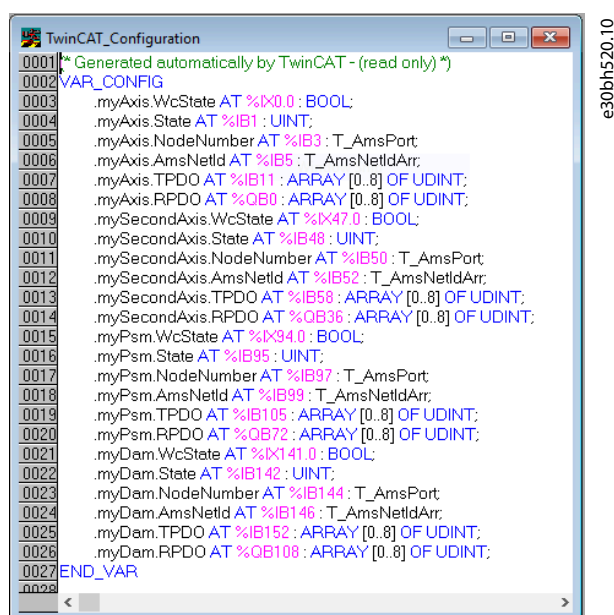 TwinCAT_Configuration
0001 (* Generated automatically by TwinCAT - (read only) *)
0002 VAR_CONFIG
0003 .myAxis.WcState AT %IX0.0 : BOOL;
0004 .myAxis.State AT %IB1 : UINT;
0005 .myAxis.NodeNumber AT %IB3 : T_AmsPort;
0006 .myAxis.AmsNetId AT %IB5 : T_AmsNetIdArr;
0007 .myAxis.TPDO AT %IB11 : ARRAY [0..8] OF UDINT;
0008 .myAxis.RPDO AT %QB0 : ARRAY [0..8] OF UDINT;
0009 .mySecondAxis.WcState AT %IX47.0 : BOOL;
0010 .mySecondAxis.State AT %IB48 : UINT;
0011 .mySecondAxis.NodeNumber AT %IB50 : T_AmsPort;
0012 .mySecondAxis.AmsNetId AT %IB52 : T_AmsNetIdArr;
0013 .mySecondAxis.TPDO AT %IB58 : ARRAY [0..8] OF UDINT;
0014 .mySecondAxis.RPDO AT %QB36 : ARRAY [0..8] OF UDINT;
0015 .myPsm.WcState AT %IX94.0 : BOOL;
0016 .myPsm.State AT %IB95 : UINT;
0017 .myPsm.NodeNumber AT %IB97 : T_AmsPort;
0018 .myPsm.AmsNetId AT %IB99 : T_AmsNetIdArr;
0019 .myPsm.TPDO AT %IB105 : ARRAY [0..8] OF UDINT;
0020 .myPsm.RPDO AT %QB72 : ARRAY [0..8] OF UDINT;
0021 .myDam.WcState AT %IX141.0 : BOOL;
0022 .myDam.State AT %IB142 : UINT;
0023 .myDam.NodeNumber AT %IB144 : T_AmsPort;
0024 .myDam.AmsNetId AT %IB146 : T_AmsNetIdArr;
0025 .myDam.TPDO AT %IB152 : ARRAY [0..8] OF UDINT;
0026 .myDam.RPDO AT %QB108 : ARRAY [0..8] OF UDINT;
0027 END_VAR
0028
e30bh520.10